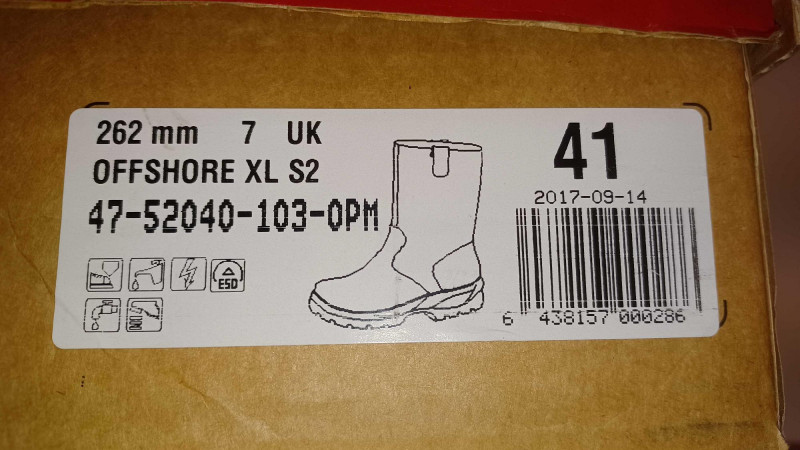 262 mm 7 UK
OFFSHORE XL S2
47-52040-103-0PM
ESD
41
2017-09-14
6 438157 000286